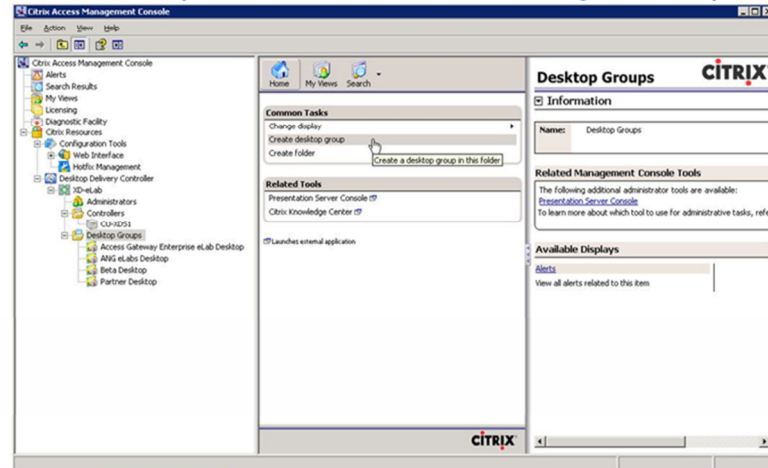 Citrix Access Management Console
File Action View Help
Citrix Access Management Console
Alerts
Search Results
My Views
Licensing
Diagnostic Facility
Citrix Resources
Configuration Tools
Web Interface
Hotfix Management
Desktop Delivery Controller
XD-eLab
Administrators
Controllers
CU-XDS1
Desktop Groups
Access Gateway Enterprise eLab Desktop
ANG eLabs Desktop
Beta Desktop
Partner Desktop
Home My Views Search
Common Tasks
Change display
Create desktop group
Create folder
Create a desktop group in this folder
Related Tools
Presentation Server Console
Citrix Knowledge Center
Launches external application
CITRIX
Desktop Groups
CITRIX
Information
Name: Desktop Groups
Related Management Console Tools
The following additional administrator tools are available:
Presentation Server Console
To learn more about which tool to use for administrative tasks, refe
Available Displays
Alerts
View all alerts related to this item